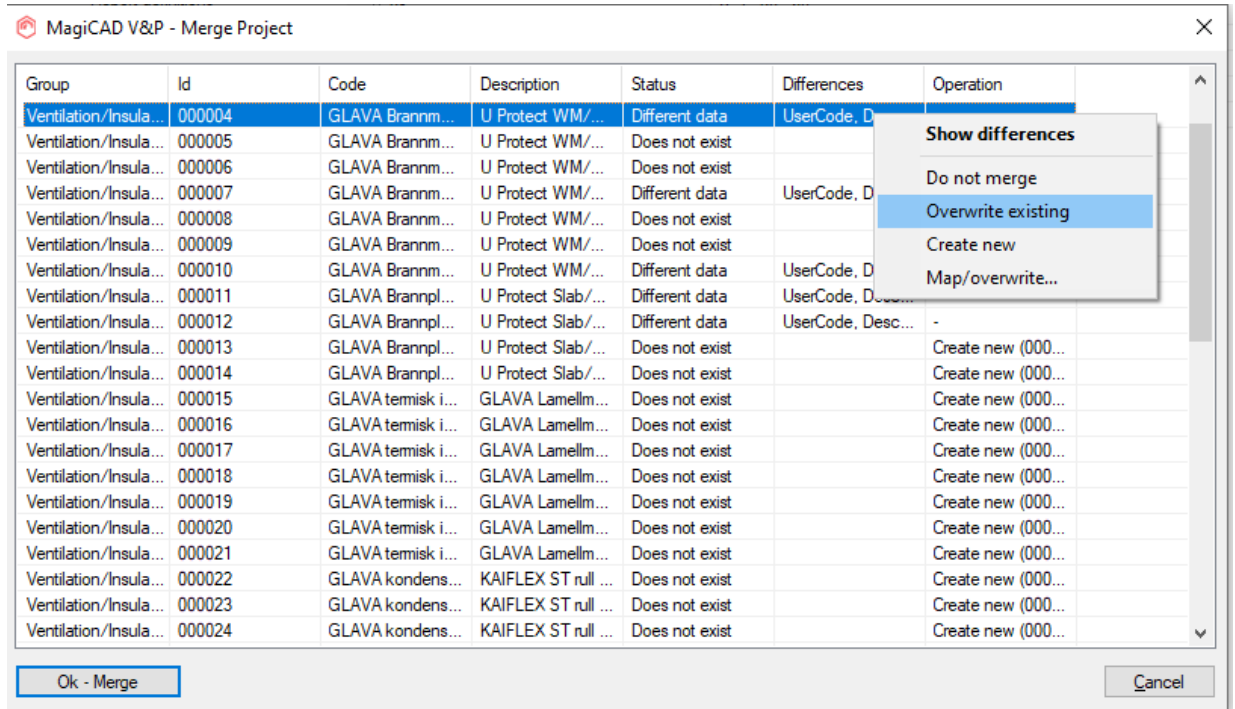 MagiCAD V&P - Merge Project
Group Id Code Description Status Differences Operation
Ventilation/Insula... 000004 GLAVA Brannm... U Protect WM/... Different data UserCode, D
Show differences
Ventilation/Insula... 000005 GLAVA Brannm... U Protect WM/... Does not exist
Ventilation/Insula... 000006 GLAVA Brannm... U Protect WM/... Does not exist
Do not merge
Ventilation/Insula... 000007 GLAVA Brannm... U Protect WM/... Different data UserCode, D
Overwrite existing
Ventilation/Insula... 000008 GLAVA Brannm... U Protect WM/... Does not exist
Ventilation/Insula... 000009 GLAVA Brannm... U Protect WM/... Does not exist
Create new
Ventilation/Insula... 000010 GLAVA Brannm... U Protect WM/... Different data UserCode, D
Map/overwrite...
Ventilation/Insula... 000011 GLAVA Brannpl... U Protect Slab/... Different data UserCode,
Ventilation/Insula... 000012 GLAVA Brannpl... U Protect Slab/... Different data UserCode, Desc... -
Ventilation/Insula... 000013 GLAVA Brannpl... U Protect Slab/... Does not exist Create new (000...
Ventilation/Insula... 000014 GLAVA Brannpl... U Protect Slab/... Does not exist Create new (000...
Ventilation/Insula... 000015 GLAVA termisk i... GLAVA Lamellm... Does not exist Create new (000...
Ventilation/Insula... 000016 GLAVA termisk i... GLAVA Lamellm... Does not exist Create new (000...
Ventilation/Insula... 000017 GLAVA termisk i... GLAVA Lamellm... Does not exist Create new (000...
Ventilation/Insula... 000018 GLAVA termisk i... GLAVA Lamellm... Does not exist Create new (000...
Ventilation/Insula... 000019 GLAVA termisk i... GLAVA Lamellm... Does not exist Create new (000...
Ventilation/Insula... 000020 GLAVA termisk i... GLAVA Lamellm... Does not exist Create new (000...
Ventilation/Insula... 000021 GLAVA termisk i... GLAVA Lamellm... Does not exist Create new (000...
Ventilation/Insula... 000022 GLAVA kondens... KAIFLEX ST rull ... Does not exist Create new (000...
Ventilation/Insula... 000023 GLAVA kondens... KAIFLEX ST rull ... Does not exist Create new (000...
Ventilation/Insula... 000024 GLAVA kondens... KAIFLEX ST rull ... Does not exist Create new (000...
Ok - Merge Cancel